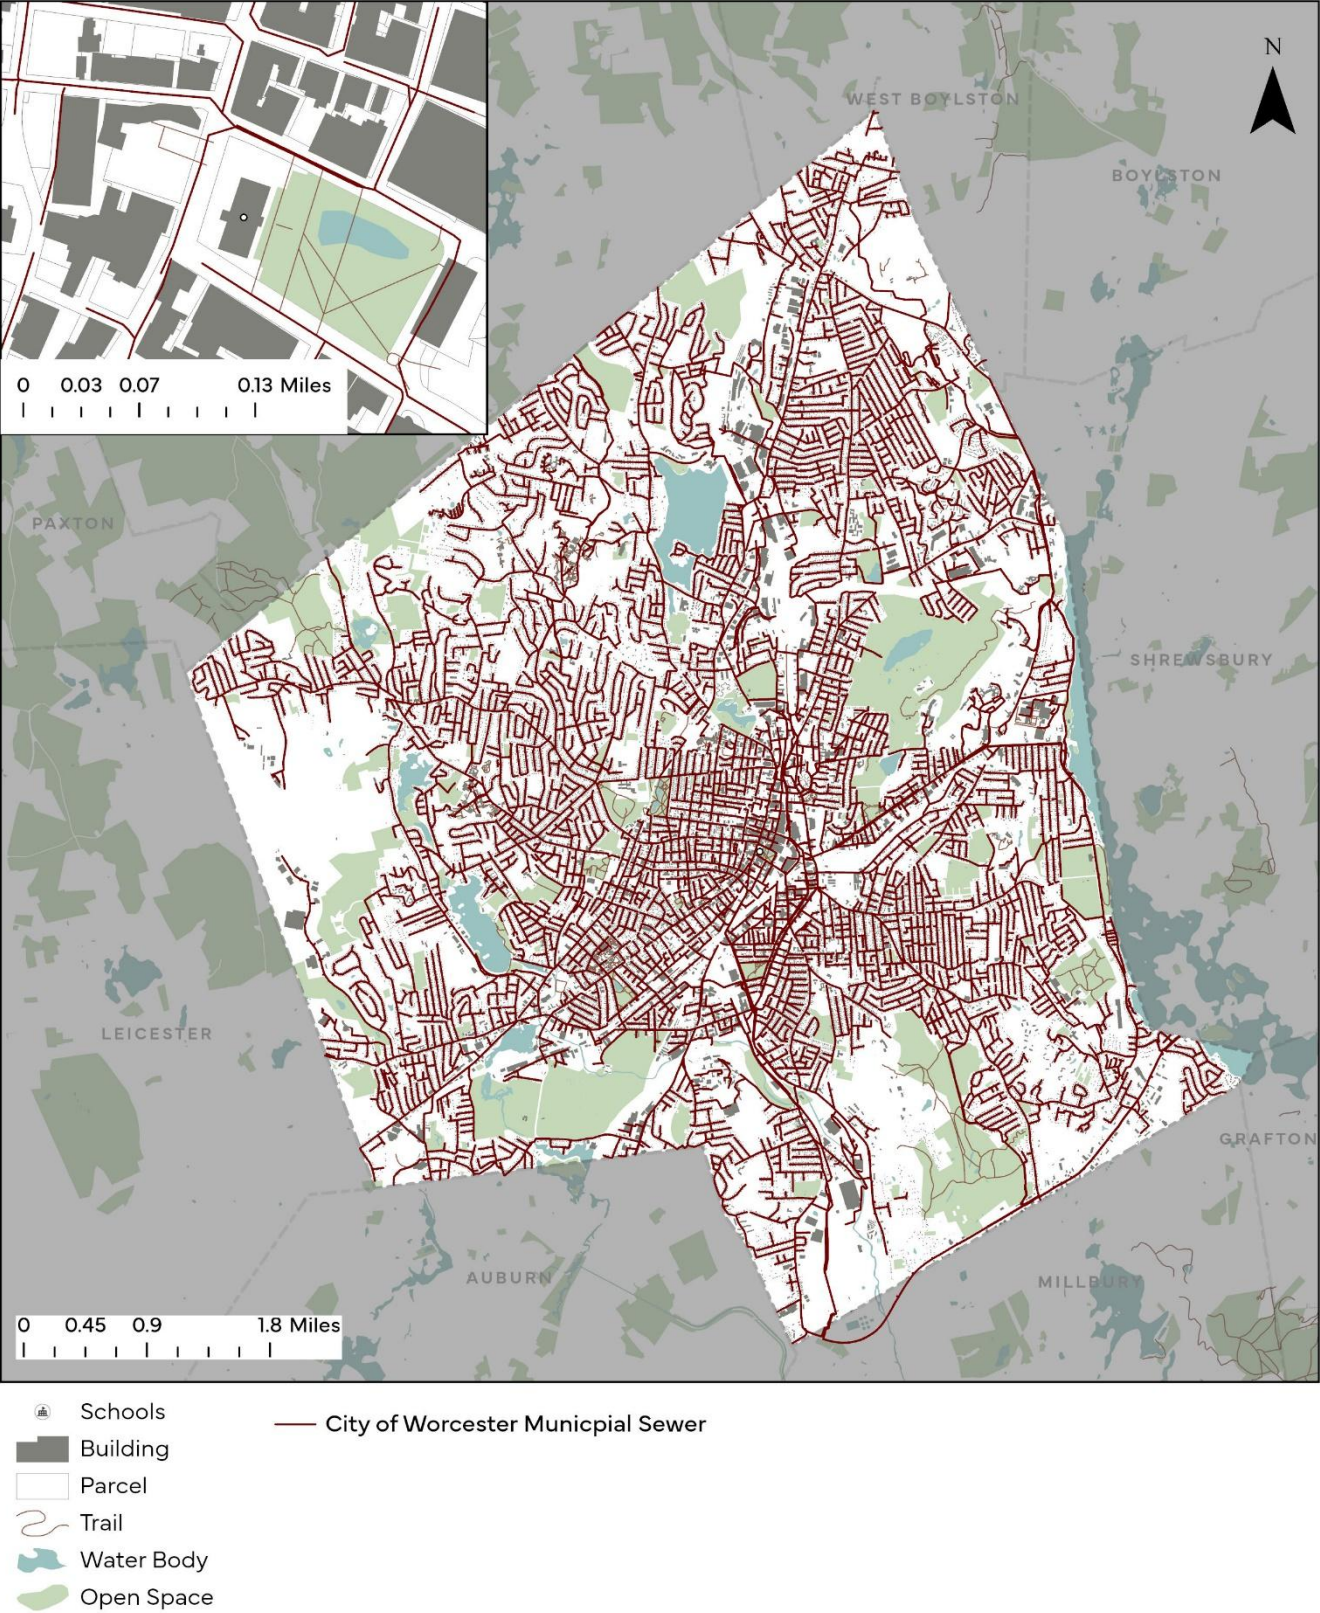 N
WEST BOYLSTON
BOYLSTON
0 0.03 0.07 0.13 Miles
PAXTON
SHREWSBURY
LEICESTER
GRAFTON
AUBURN
MILLBURY
0 0.45 0.9 1.8 Miles
Schools
City of Worcester Municpial Sewer
Building
Parcel
Trail
Water Body
Open Space